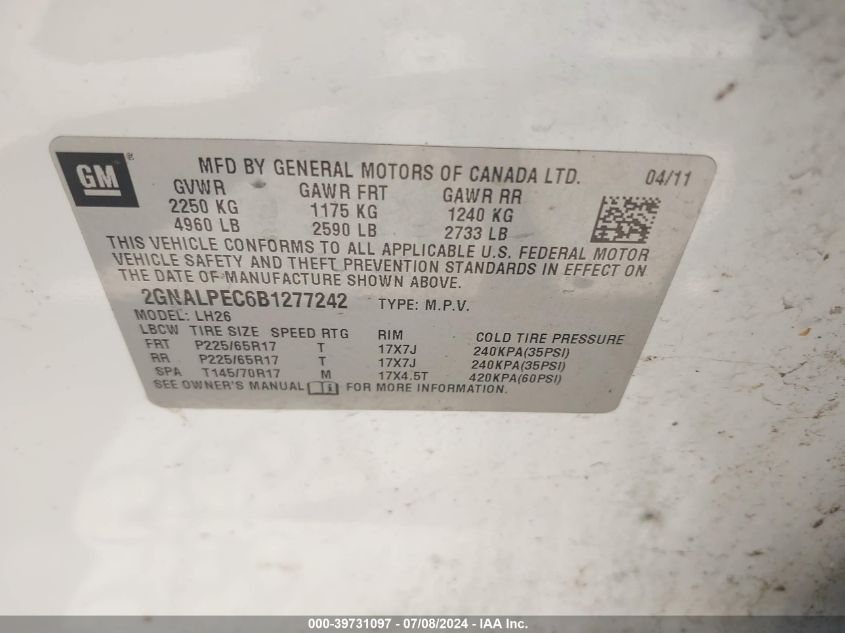 GM ® MFD BY GENERAL MOTORS OF CANADA LTD. 04/11
GVWR GAWR FRT GAWR RR
2250 KG 1175 KG 1240 KG
4960 LB 2590 LB 2733 LB
THIS VEHICLE CONFORMS TO ALL APPLICABLE U.S. FEDERAL MOTOR
VEHICLE SAFETY AND THEFT PREVENTION STANDARDS IN EFFECT ON
THE DATE OF MANUFACTURE SHOWN ABOVE.
2GNALPEC6B1277242 TYPE: M.P.V.
MODEL: LH26
LBCW TIRE SIZE SPEED RTG RIM COLD TIRE PRESSURE
FRT P225/65R17 T 17X7J 240KPA(35PSI)
RR P225/65R17 T 17X7J 240KPA(35PSI)
SPA T145/70R17 M 17X4.5T 420KPA(60PSI)
SEE OWNER'S MANUAL i FOR MORE INFORMATION.
000-39731097 - 07/08/2024 - IAA Inc.